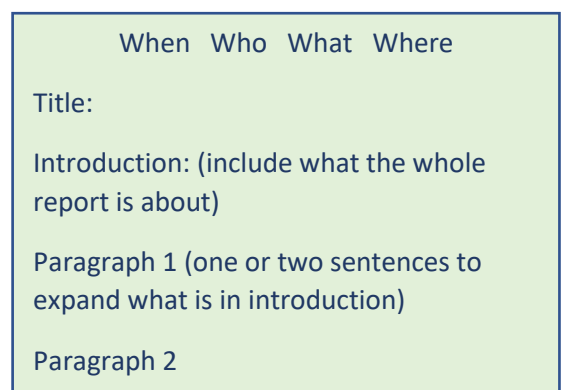 When Who What Where
Title:
Introduction: (include what the whole
report is about)
Paragraph 1 (one or two sentences to
expand what is in introduction)
Paragraph 2